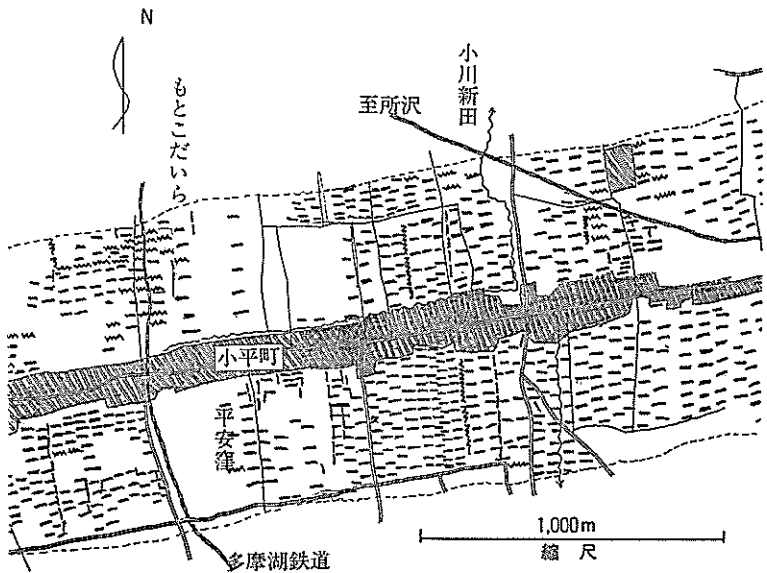 N
もとこだいら
至所沢
小川新田
小平町
平安窪
多摩湖鉄道
1,000m
縮尺